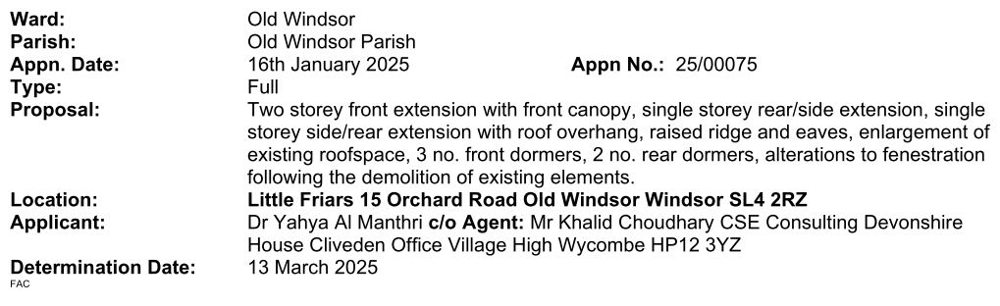 Ward: Old Windsor
Parish: Old Windsor Parish
Appn. Date: 16th January 2025 Appn No.: 25/00075
Type: Full
Proposal: Two storey front extension with front canopy, single storey rear/side extension, single
storey side/rear extension with roof overhang, raised ridge and eaves, enlargement of
existing roofspace, 3 no. front dormers, 2 no. rear dormers, alterations to fenestration
following the demolition of existing elements.
Location: Little Friars 15 Orchard Road Old Windsor Windsor SL4 2RZ
Applicant: Dr Yahya Al Manthri c/o Agent: Mr Khalid Choudhary CSE Consulting Devonshire
House Cliveden Office Village High Wycombe HP12 3YZ
Determination Date: 13 March 2025
FAC